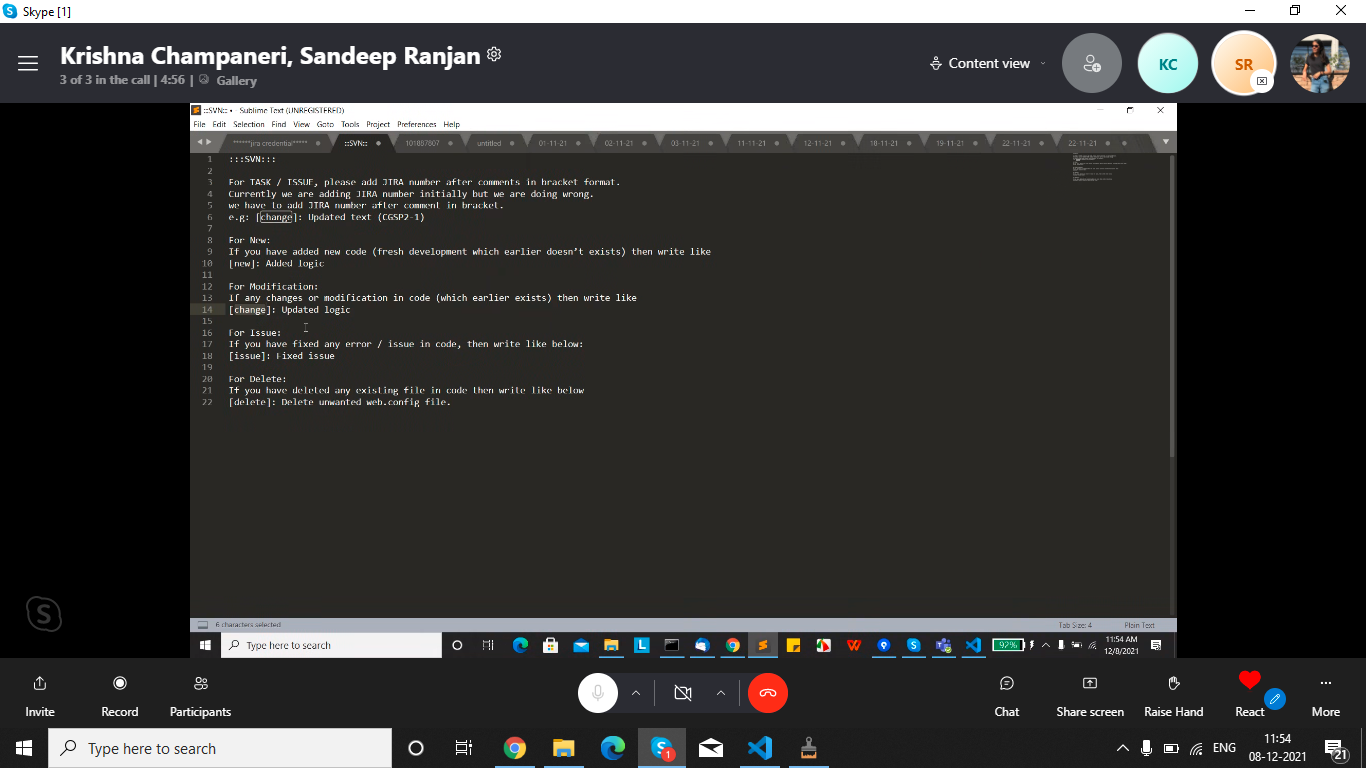 Skype [1]
Krishna Champaneri, Sandeep Ranjan
3 of 3 in the call | 4:56 | Gallery
Content view
KC
SR
:::SVN:: • - Sublime Text (UNREGISTERED)
File Edit Selection Find View Goto Tools Project Preferences Help
******jira credential***** ::SVN:: 101887807 untitled 01-11-21 02-11-21 03-11-21 11-11-21 12-11-21 18-11-21 19-11-21 22-11-21 22-11-21
1 :::SVN:::
2
3 For TASK / ISSUE, please add JIRA number after comments in bracket format.
4 Currently we are adding JIRA number initially but we are doing wrong.
5 we have to add JIRA number after comment in bracket.
6 e.g: [change]: Updated text (CGSP2-1)
7
8 For New:
9 If you have added new code (fresh development which earlier doesn’t exists) then write like
10 [new]: Added logic
11
12 For Modification:
13 If any changes or modification in code (which earlier exists) then write like
14 [change]: Updated logic
15
16 For Issue:
17 If you have fixed any error / issue in code, then write like below:
18 [issue]: Fixed issue
19
20 For Delete:
21 If you have deleted any existing file in code then write like below
22 [delete]: Delete unwanted web.config file.
6 characters selected
Tab Size: 4 Plain Text
Type here to search
92%
11:54 AM
12/8/2021
Invite
Record
Participants
Chat
Share screen
Raise Hand
React
More
Type here to search
1
ENG
11:54
08-12-2021
21